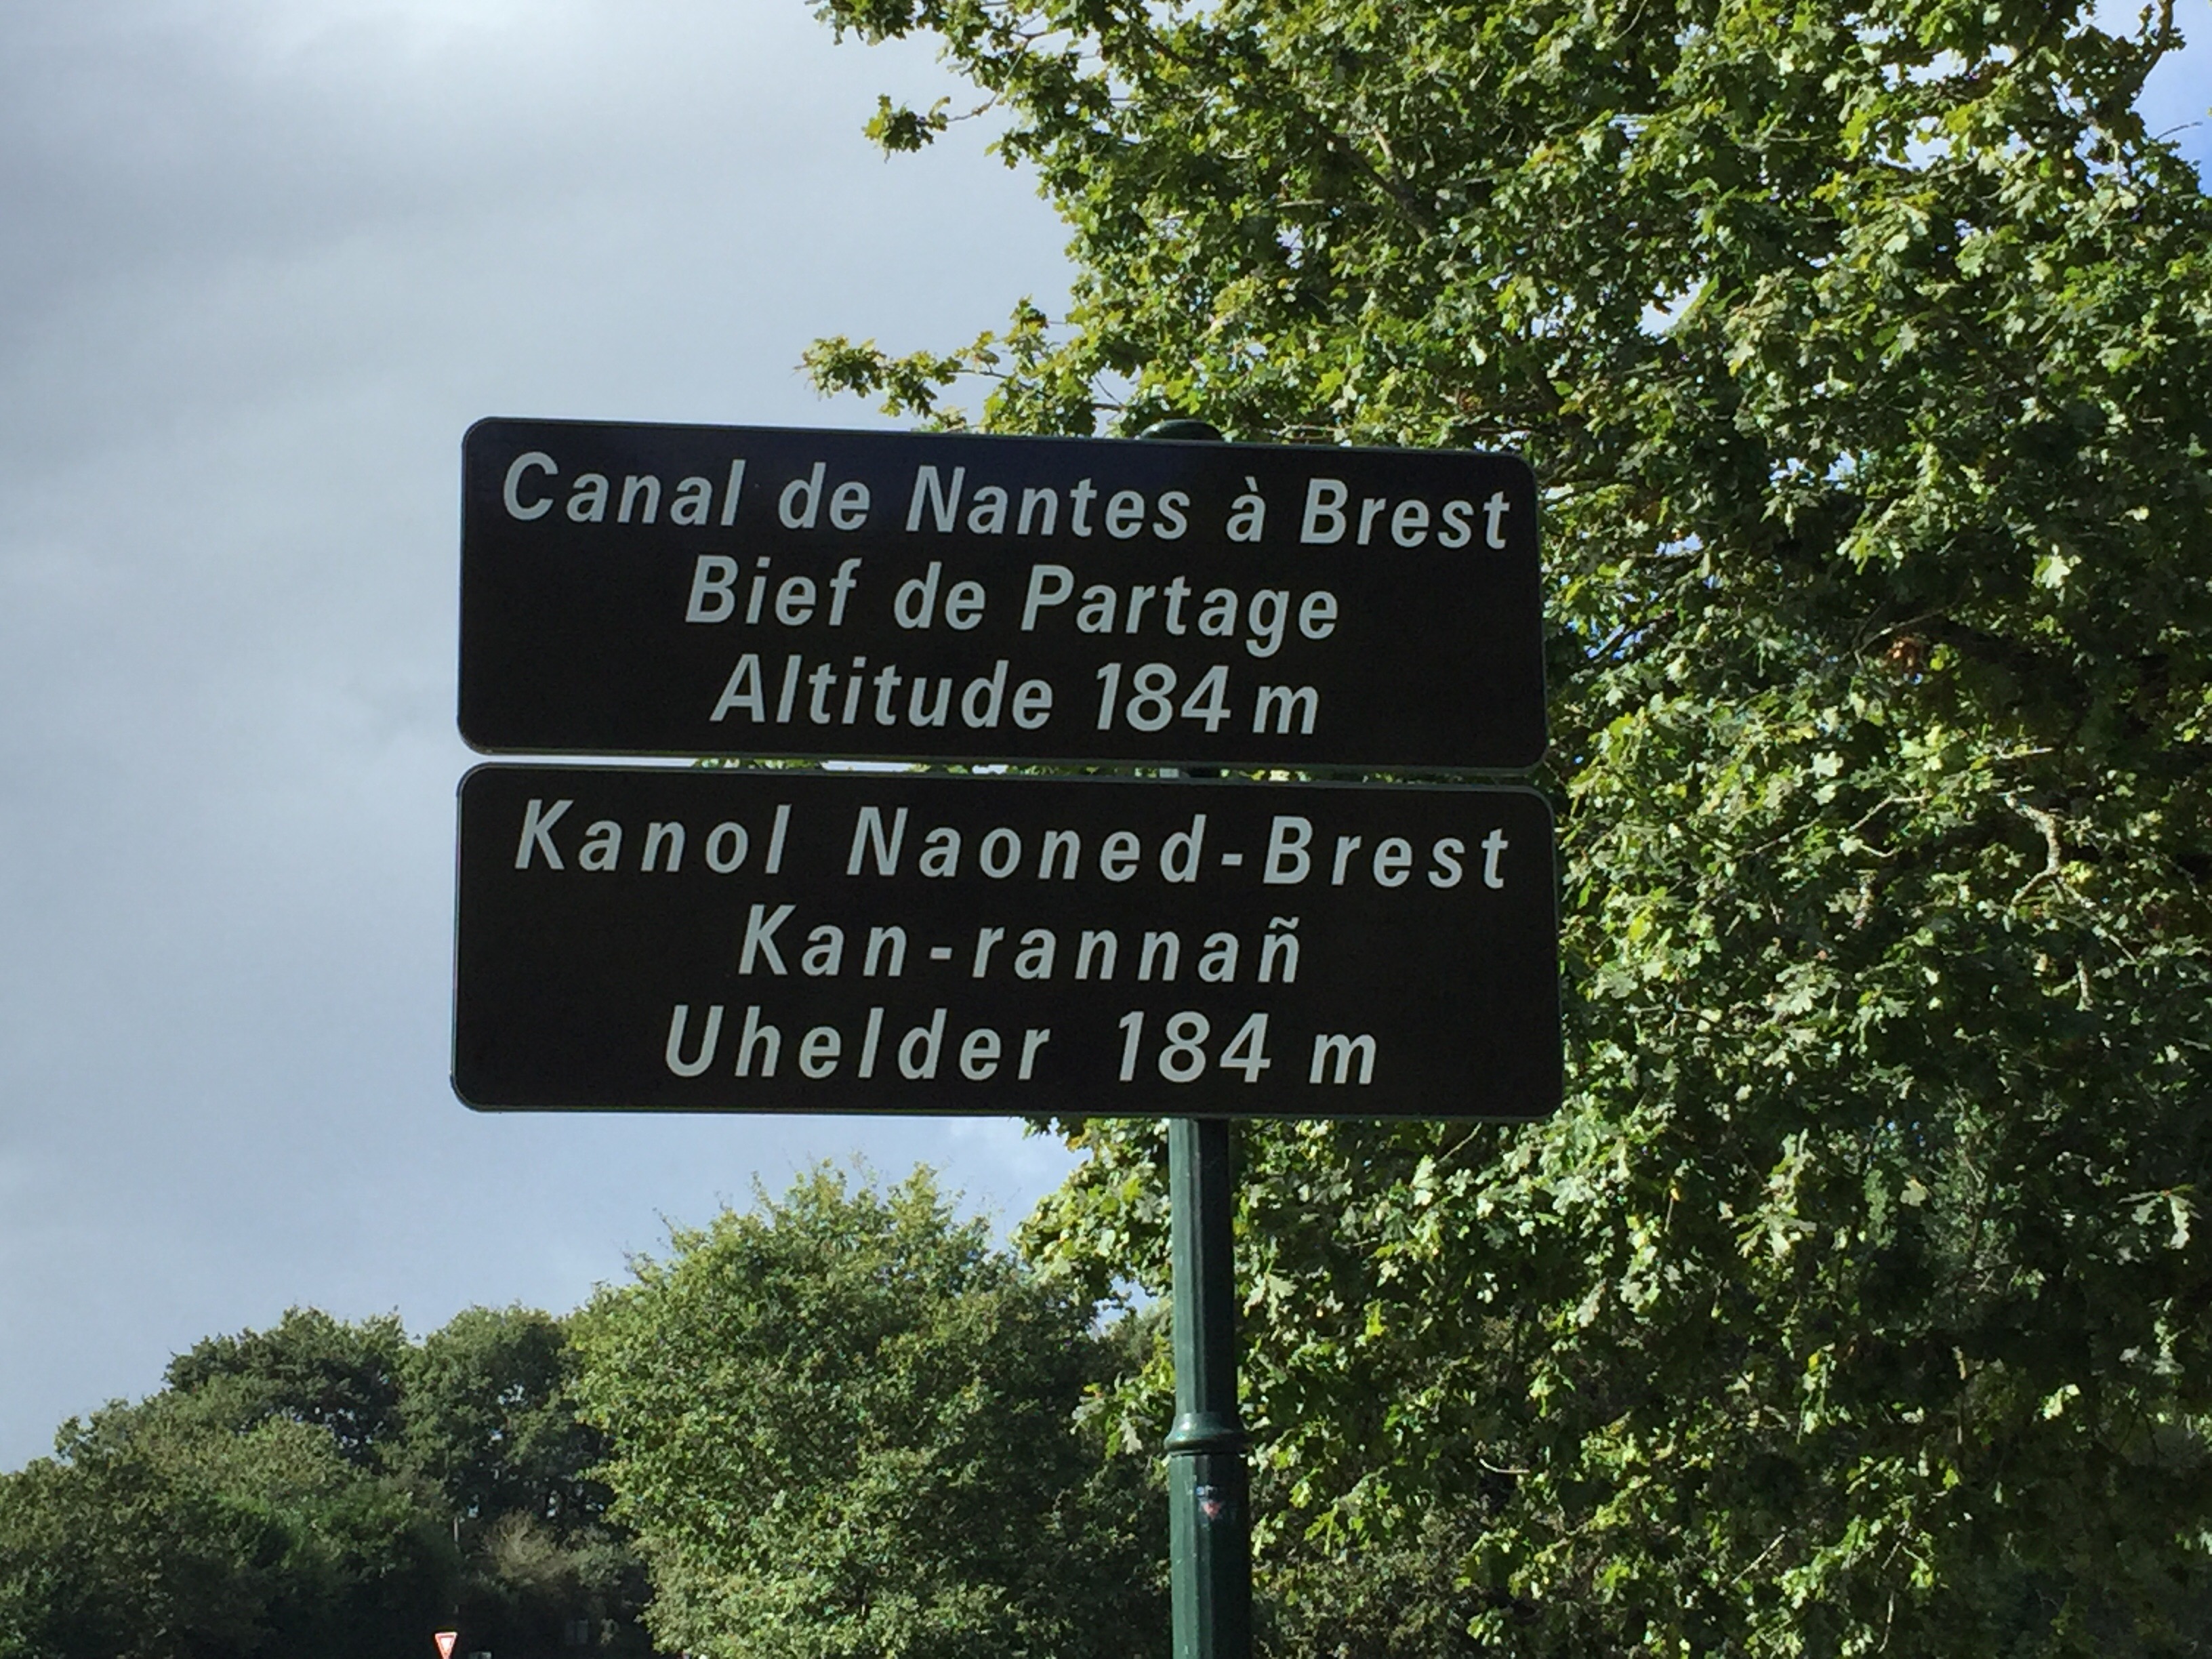 Canal de Nantes à Brest
Bief de Partage
Altitude 184 m
Kanol Naoned-Brest
Kan-rannañ
Uhelder 184 m